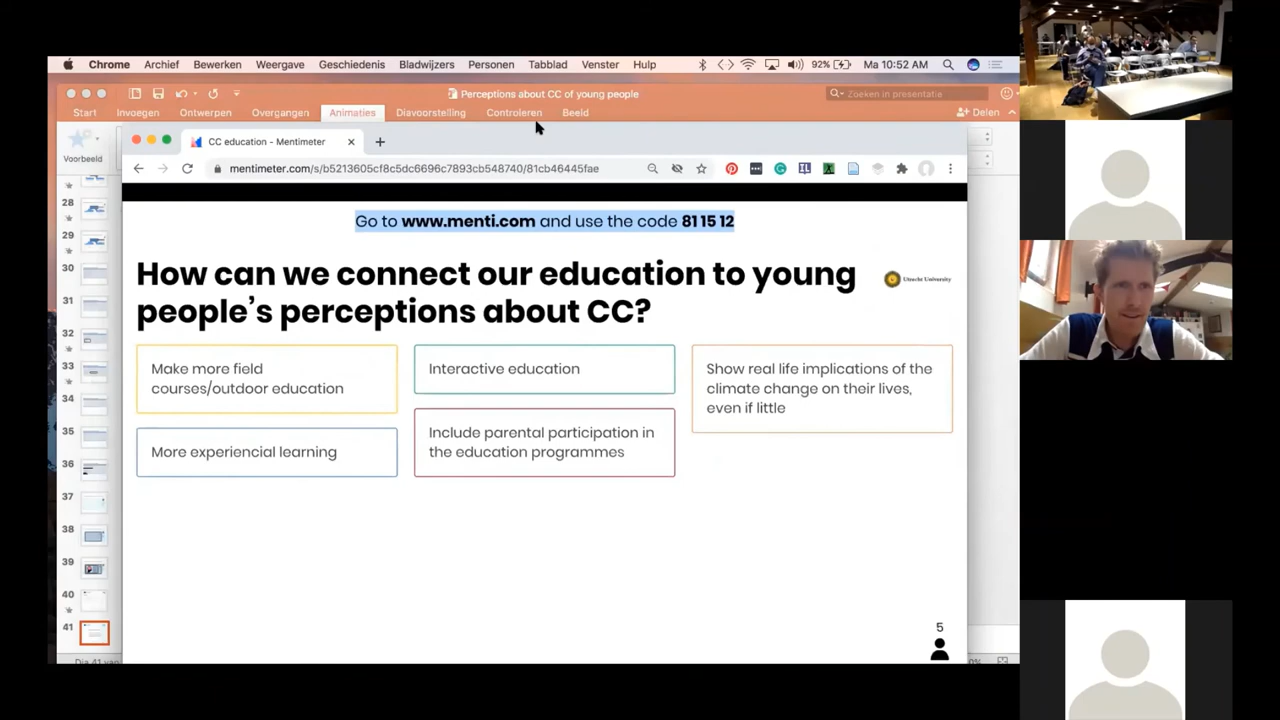 Chrome Archief Bewerken Weergave Geschiedenis Bladwijzers Personen Tabblad Venster Hulp 92% Ma 10:52 AM
Perceptions about CC of young people
Zoeken in presentatie
Start Invoegen Ontwerpen Overgangen Animaties Diavoorstelling Controleren Beeld Delen
CC education - Mentimeter
Voorbeeld
mentimeter.com/s/b5213605cf8c5dc6696c7893cb548740/81cb46445fae
Go to www.menti.com and use the code 81 15 12
How can we connect our education to young
people's perceptions about CC?
Utrecht University
Make more field
courses/outdoor education
More experiencial learning
Interactive education
Include parental participation in
the education programmes
Show real life implications of the
climate change on their lives,
even if little
28
29
30
31
32
33
34
35
36
37
38
39
40
41
5